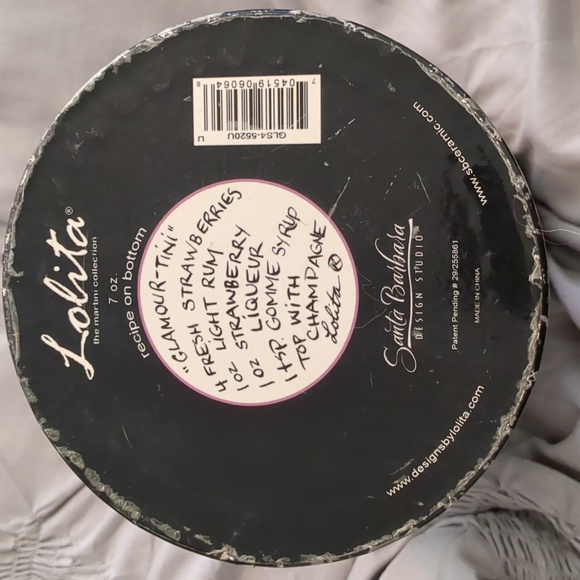 Lolita®
the martini collection
7 oz.
recipe on bottom
"GLAMOUR-TINI"
4 FRESH STRAWBERRIES
1 oz LIGHT RUM
1 oz STRAWBERRY
LIQUEUR
1 tsp GOMME SYRUP
TOP WITH
CHAMPAGNE
Lolita ®
Santa Barbara
DESIGN STUDIO
Patent Pending # 29/255861
MADE IN CHINA
www.sbceramic.com
www.designsbylolita.com
GLS4-5520U
7 04519 06064 6
U